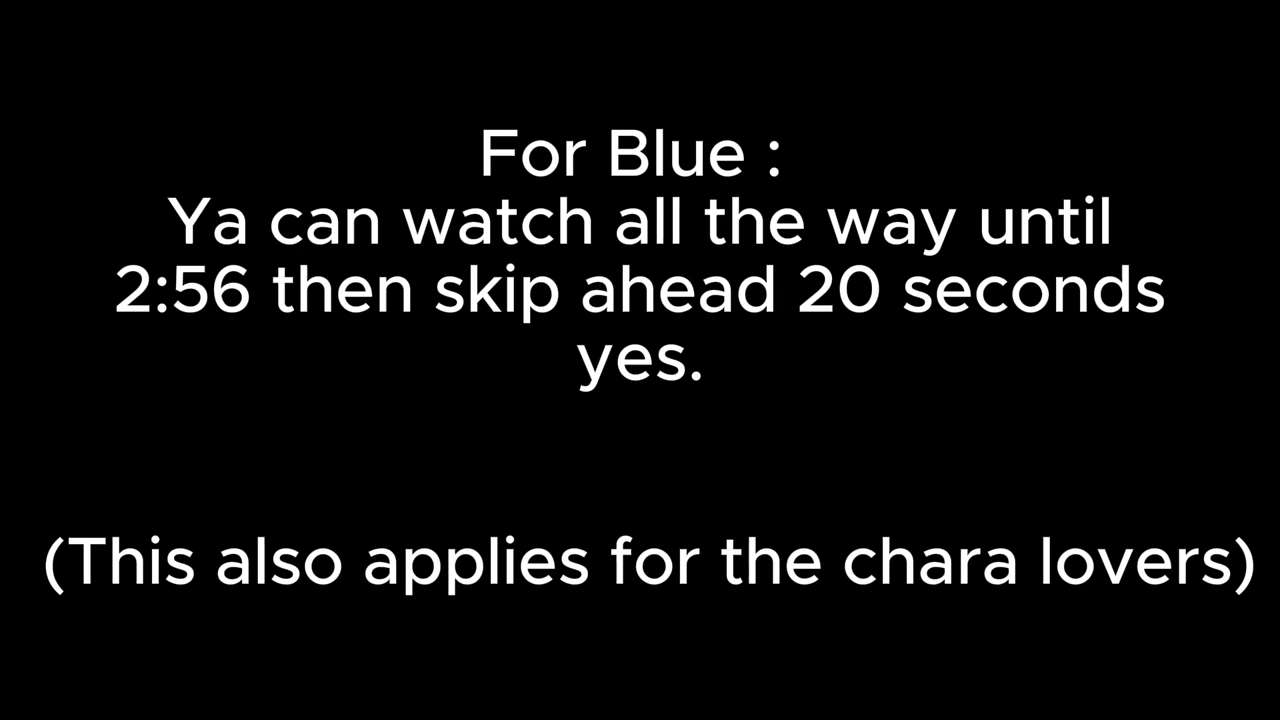 For Blue :
Ya can watch all the way until
2:56 then skip ahead 20 seconds
yes.
(This also applies for the chara lovers)